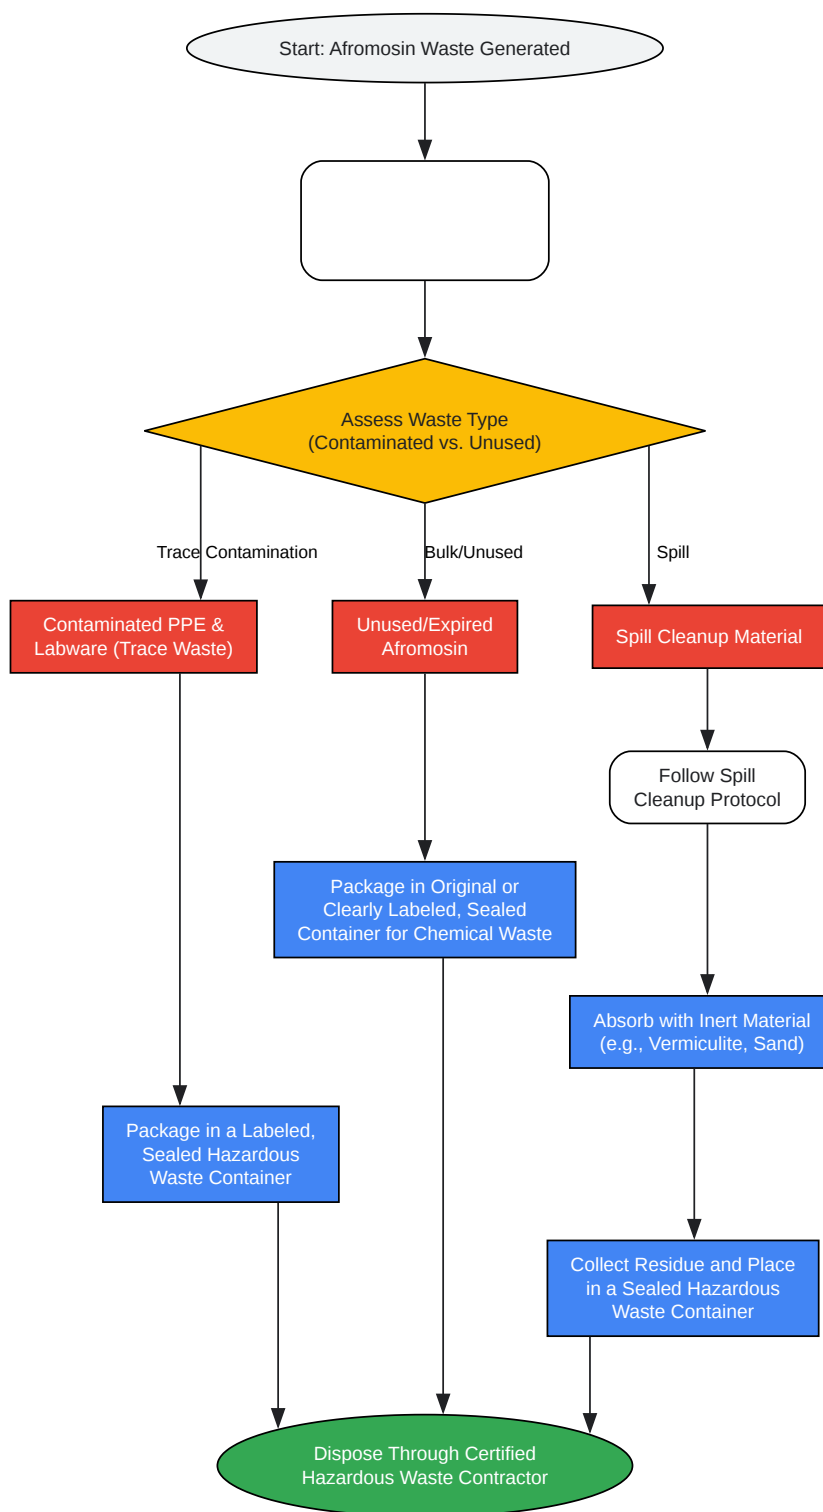 Start: Afromosin Waste Generated
Assess Waste Type
(Contaminated vs. Unused)
Trace Contamination
Bulk/Unused
Spill
Contaminated PPE &
Labware (Trace Waste)
Unused/Expired
Afromosin
Spill Cleanup Material
Follow Spill
Cleanup Protocol
Package in Original or
Clearly Labeled, Sealed
Container for Chemical Waste
Absorb with Inert Material
(e.g., Vermiculite, Sand)
Package in a Labeled,
Sealed Hazardous
Waste Container
Collect Residue and Place
in a Sealed Hazardous
Waste Container
Dispose Through Certified
Hazardous Waste Contractor